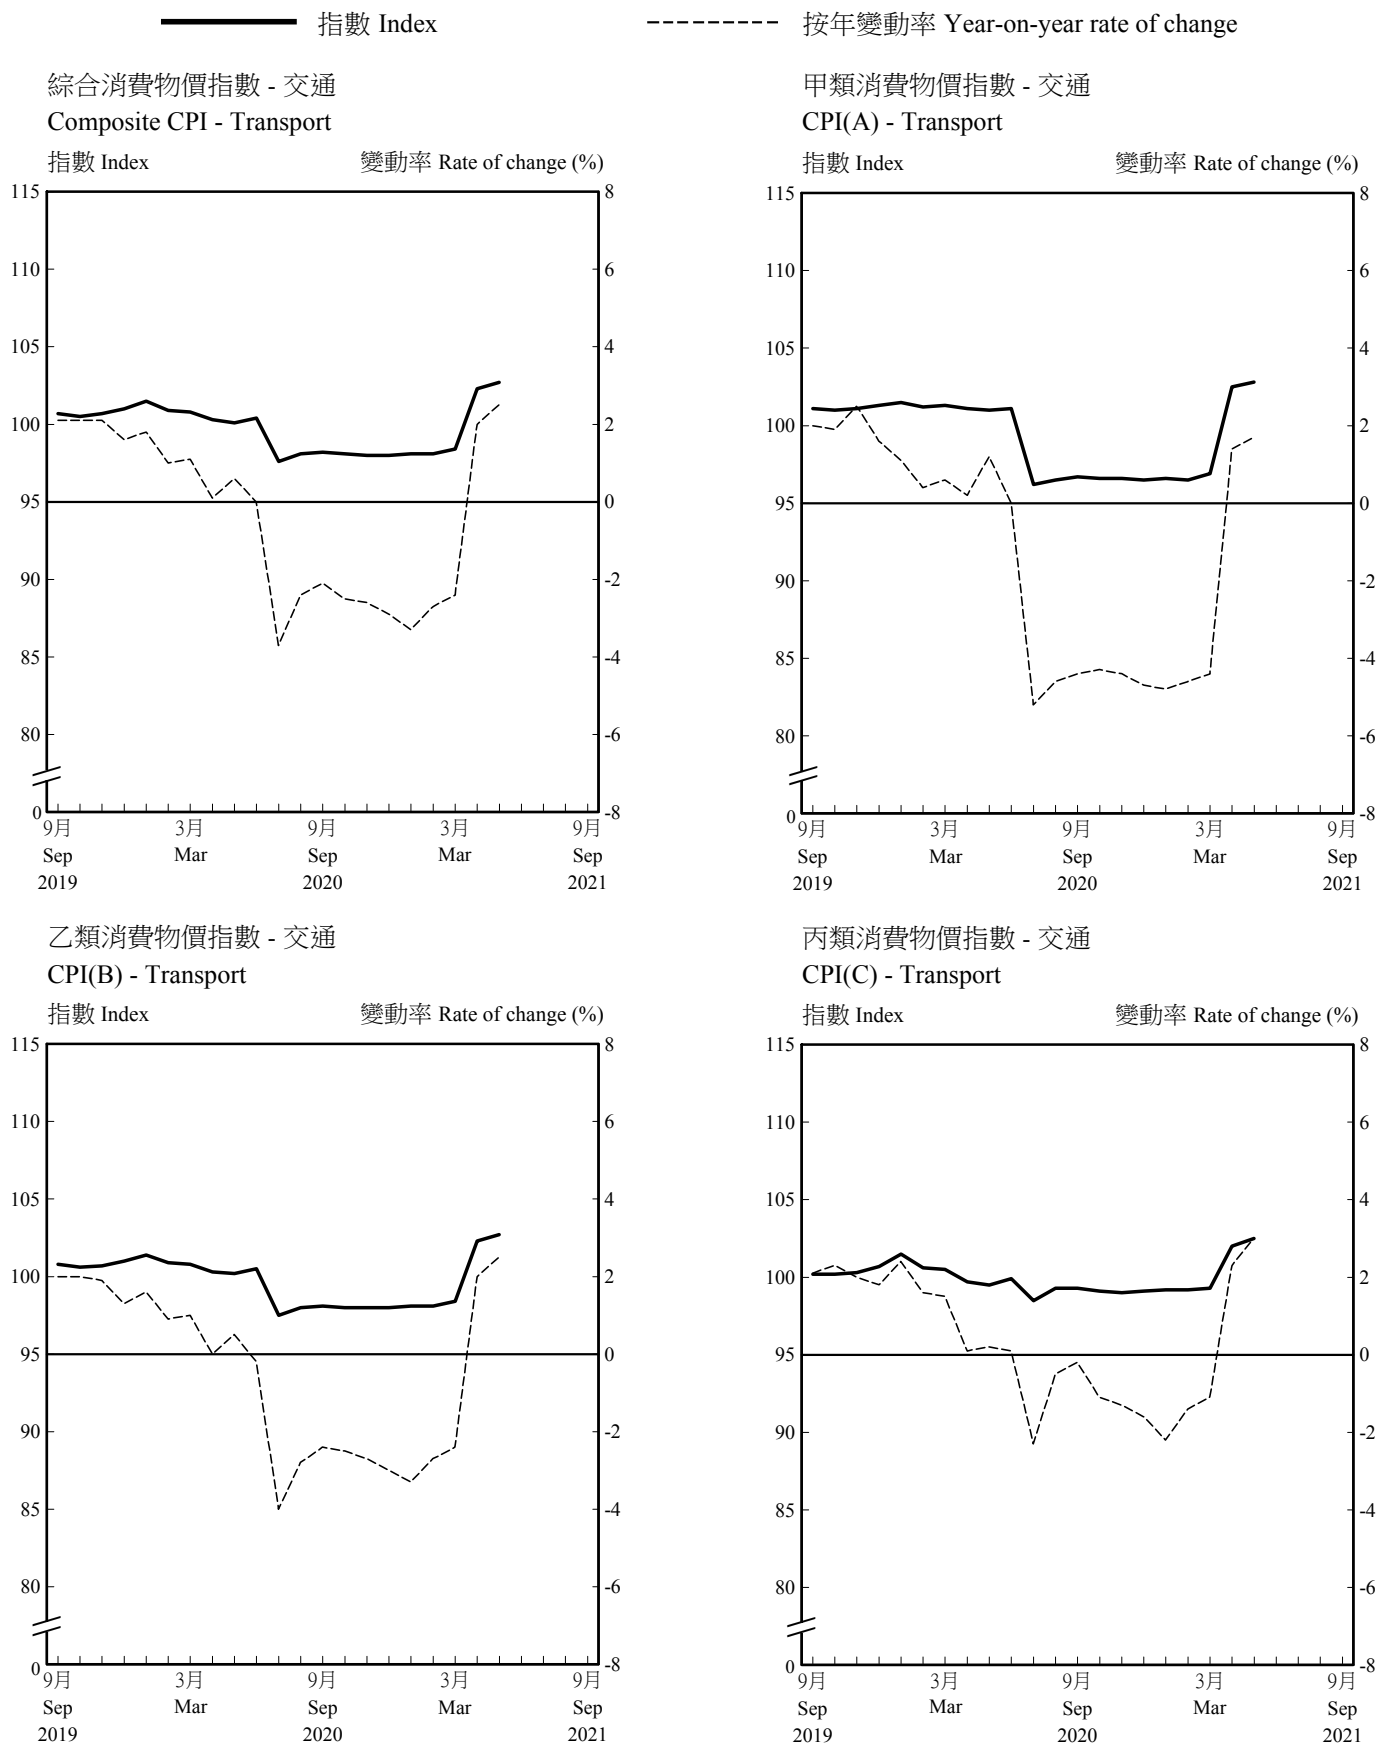 指數 Index 按年變動率 Year-on-year rate of change
綜合消費物價指數 - 交通
Composite CPI - Transport
指數 Index 變動率 Rate of change (%)
115 8
110 6
105 4
100 2
95 0
90 -2
85 -4
80 -6
0 -8
9月 3月 9月 3月 9月
Sep Mar Sep Mar Sep
2019 2020 2021
甲類消費物價指數 - 交通
CPI(A) - Transport
指數 Index 變動率 Rate of change (%)
115 8
110 6
105 4
100 2
95 0
90 -2
85 -4
80 -6
0 -8
9月 3月 9月 3月 9月
Sep Mar Sep Mar Sep
2019 2020 2021
乙類消費物價指數 - 交通
CPI(B) - Transport
指數 Index 變動率 Rate of change (%)
115 8
110 6
105 4
100 2
95 0
90 -2
85 -4
80 -6
0 -8
9月 3月 9月 3月 9月
Sep Mar Sep Mar Sep
2019 2020 2021
丙類消費物價指數 - 交通
CPI(C) - Transport
指數 Index 變動率 Rate of change (%)
115 8
110 6
105 4
100 2
95 0
90 -2
85 -4
80 -6
0 -8
9月 3月 9月 3月 9月
Sep Mar Sep Mar Sep
2019 2020 2021